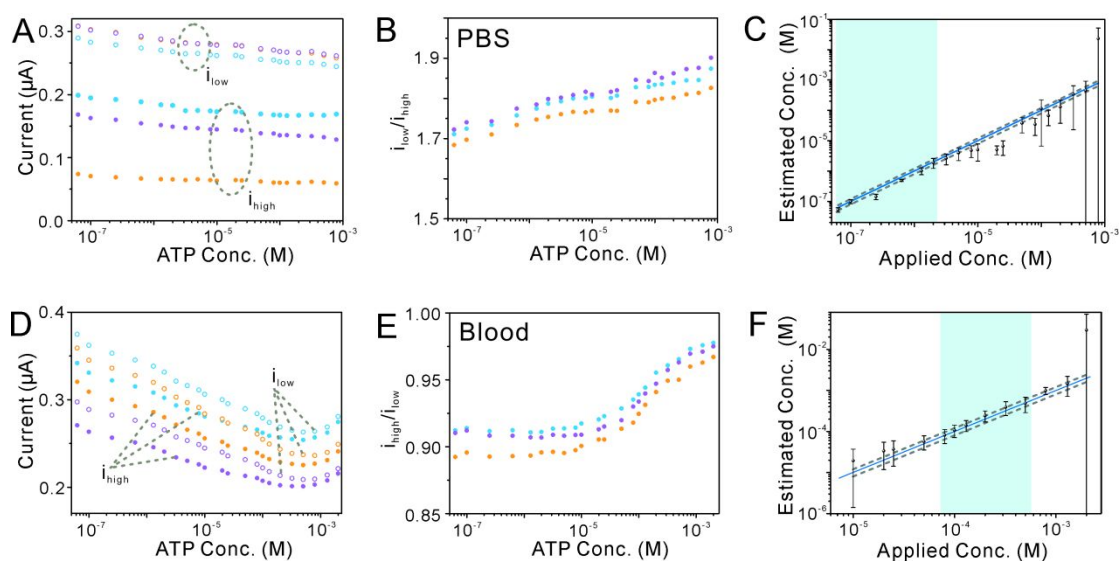 A
Current (µA)
0.3
0.2
0.1
0.0
i_low
i_high
10⁻⁷
10⁻⁵
10⁻³
ATP Conc. (M)
B
PBS
i_low/i_high
1.9
1.7
1.5
10⁻⁷
10⁻⁵
10⁻³
ATP Conc. (M)
C
Estimated Conc. (M)
10⁻¹
10⁻³
10⁻⁵
10⁻⁷
10⁻⁷
10⁻⁵
10⁻³
Applied Conc. (M)
D
Current (µA)
0.4
0.3
0.2
i_low
i_high
10⁻⁷
10⁻⁵
10⁻³
ATP Conc. (M)
E
Blood
i_high/i_low
1.00
0.95
0.90
0.85
10⁻⁷
10⁻⁵
10⁻³
ATP Conc. (M)
F
Estimated Conc. (M)
10⁻²
10⁻⁴
10⁻⁶
10⁻⁵
10⁻⁴
10⁻³
Applied Conc. (M)